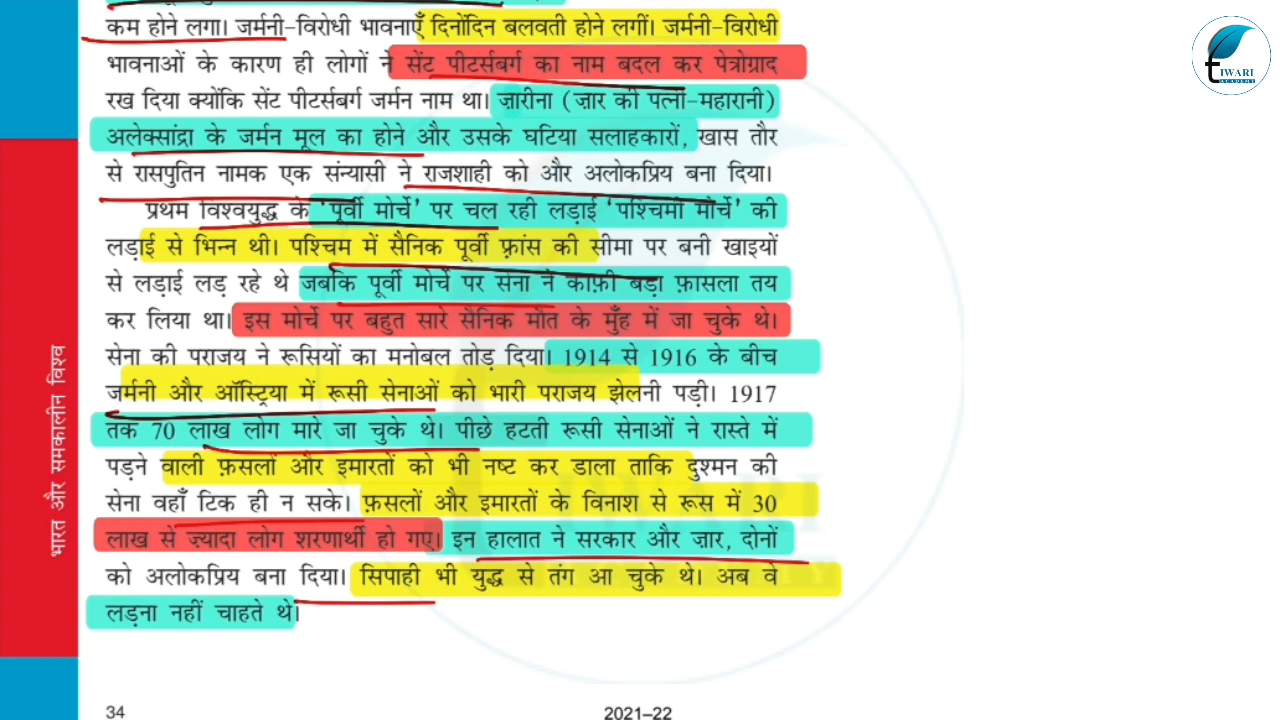 कम होने लगा। जर्मनी-विरोधी भावनाएँ दिनोंदिन बलवती होने लगीं। जर्मनी-विरोधी
भावनाओं के कारण ही लोगों ने सेंट पीटर्सबर्ग का नाम बदल कर पेत्रोग्राद
रख दिया क्योंकि सेंट पीटर्सबर्ग जर्मन नाम था। ज़ारीना (ज़ार की पत्नी-महारानी)
अलेक्सांद्रा के जर्मन मूल का होने और उसके घटिया सलाहकारों, खास तौर
से रासपुतिन नामक एक संन्यासी ने राजशाही को और अलोकप्रिय बना दिया।
प्रथम विश्वयुद्ध के ‘पूर्वी मोर्चे’ पर चल रही लड़ाई ‘पश्चिमी मोर्चे’ की
लड़ाई से भिन्न थी। पश्चिम में सैनिक पूर्वी फ़्रांस की सीमा पर बनी खाइयों
से लड़ाई लड़ रहे थे जबकि पूर्वी मोर्चे पर सेना ने काफ़ी बड़ा फ़ासला तय
कर लिया था। इस मोर्चे पर बहुत सारे सैनिक मौत के मुँह में जा चुके थे।
सेना की पराजय ने रूसियों का मनोबल तोड़ दिया। 1914 से 1916 के बीच
जर्मनी और ऑस्ट्रिया में रूसी सेनाओं को भारी पराजय झेलनी पड़ी। 1917
तक 70 लाख लोग मारे जा चुके थे। पीछे हटती रूसी सेनाओं ने रास्ते में
पड़ने वाली फ़सलों और इमारतों को भी नष्ट कर डाला ताकि दुश्मन की
सेना वहाँ टिक ही न सके। फ़सलों और इमारतों के विनाश से रूस में 30
लाख से ज़्यादा लोग शरणार्थी हो गए। इन हालात ने सरकार और ज़ार, दोनों
को अलोकप्रिय बना दिया। सिपाही भी युद्ध से तंग आ चुके थे। अब वे
लड़ना नहीं चाहते थे।
भारत और समकालीन विश्व
34
2021–22
TIWARI
ACADEMY